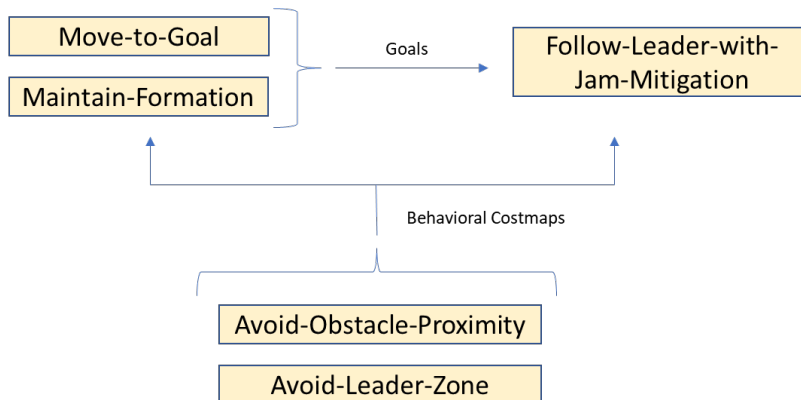 Move-to-Goal
Maintain-Formation
Goals
Follow-Leader-with-
Jam-Mitigation
Behavioral Costmaps
Avoid-Obstacle-Proximity
Avoid-Leader-Zone